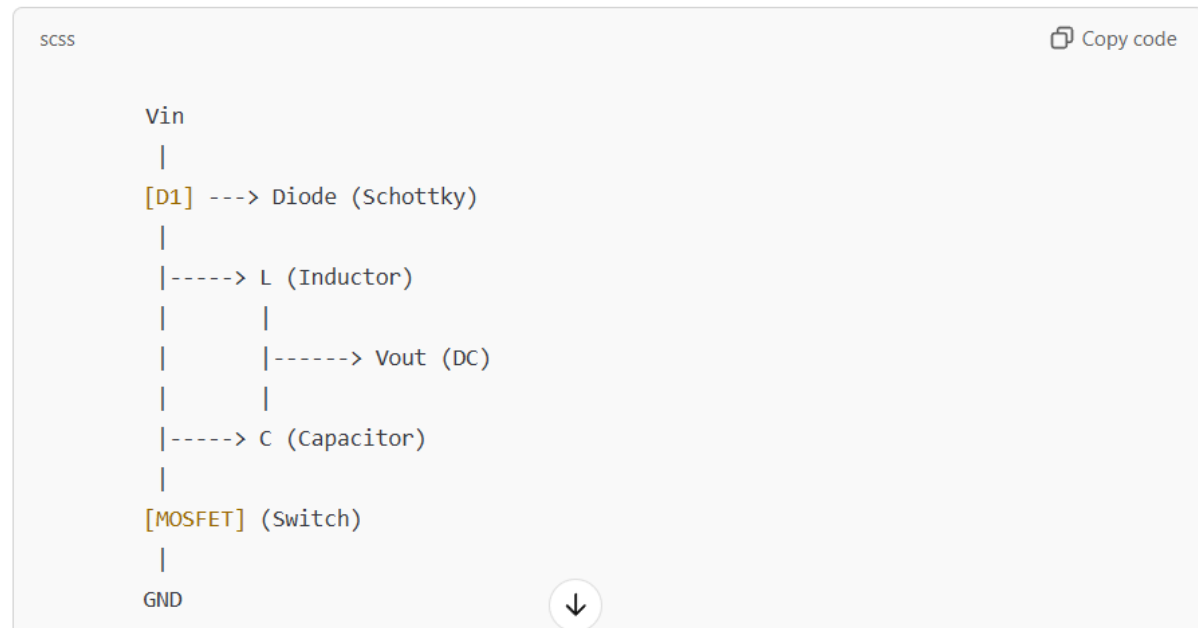 scss
Copy code
Vin
|
[D1] ---> Diode (Schottky)
|
|-----> L (Inductor)
|       |
|       |------> Vout (DC)
|       |
|-----> C (Capacitor)
|
[MOSFET] (Switch)
|
GND